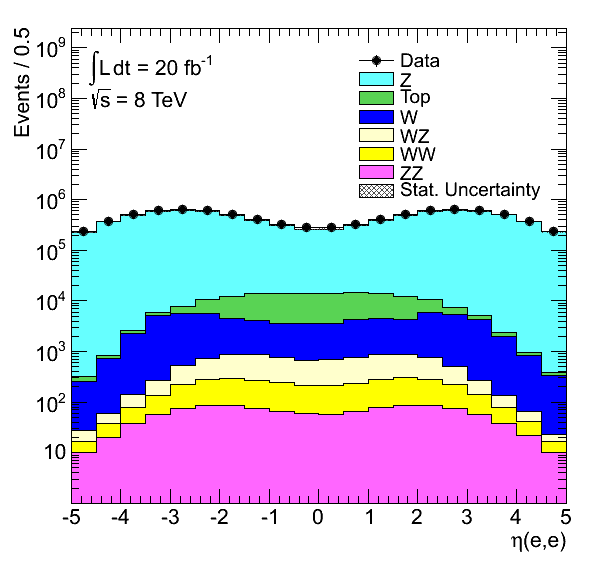 Events / 0.5
10⁹
10⁸
10⁷
10⁶
10⁵
10⁴
10³
10²
10
∫L dt = 20 fb⁻¹
√s = 8 TeV
Data
Z
Top
W
WZ
WW
ZZ
Stat. Uncertainty
-5 -4 -3 -2 -1 0 1 2 3 4 5
η(e,e)